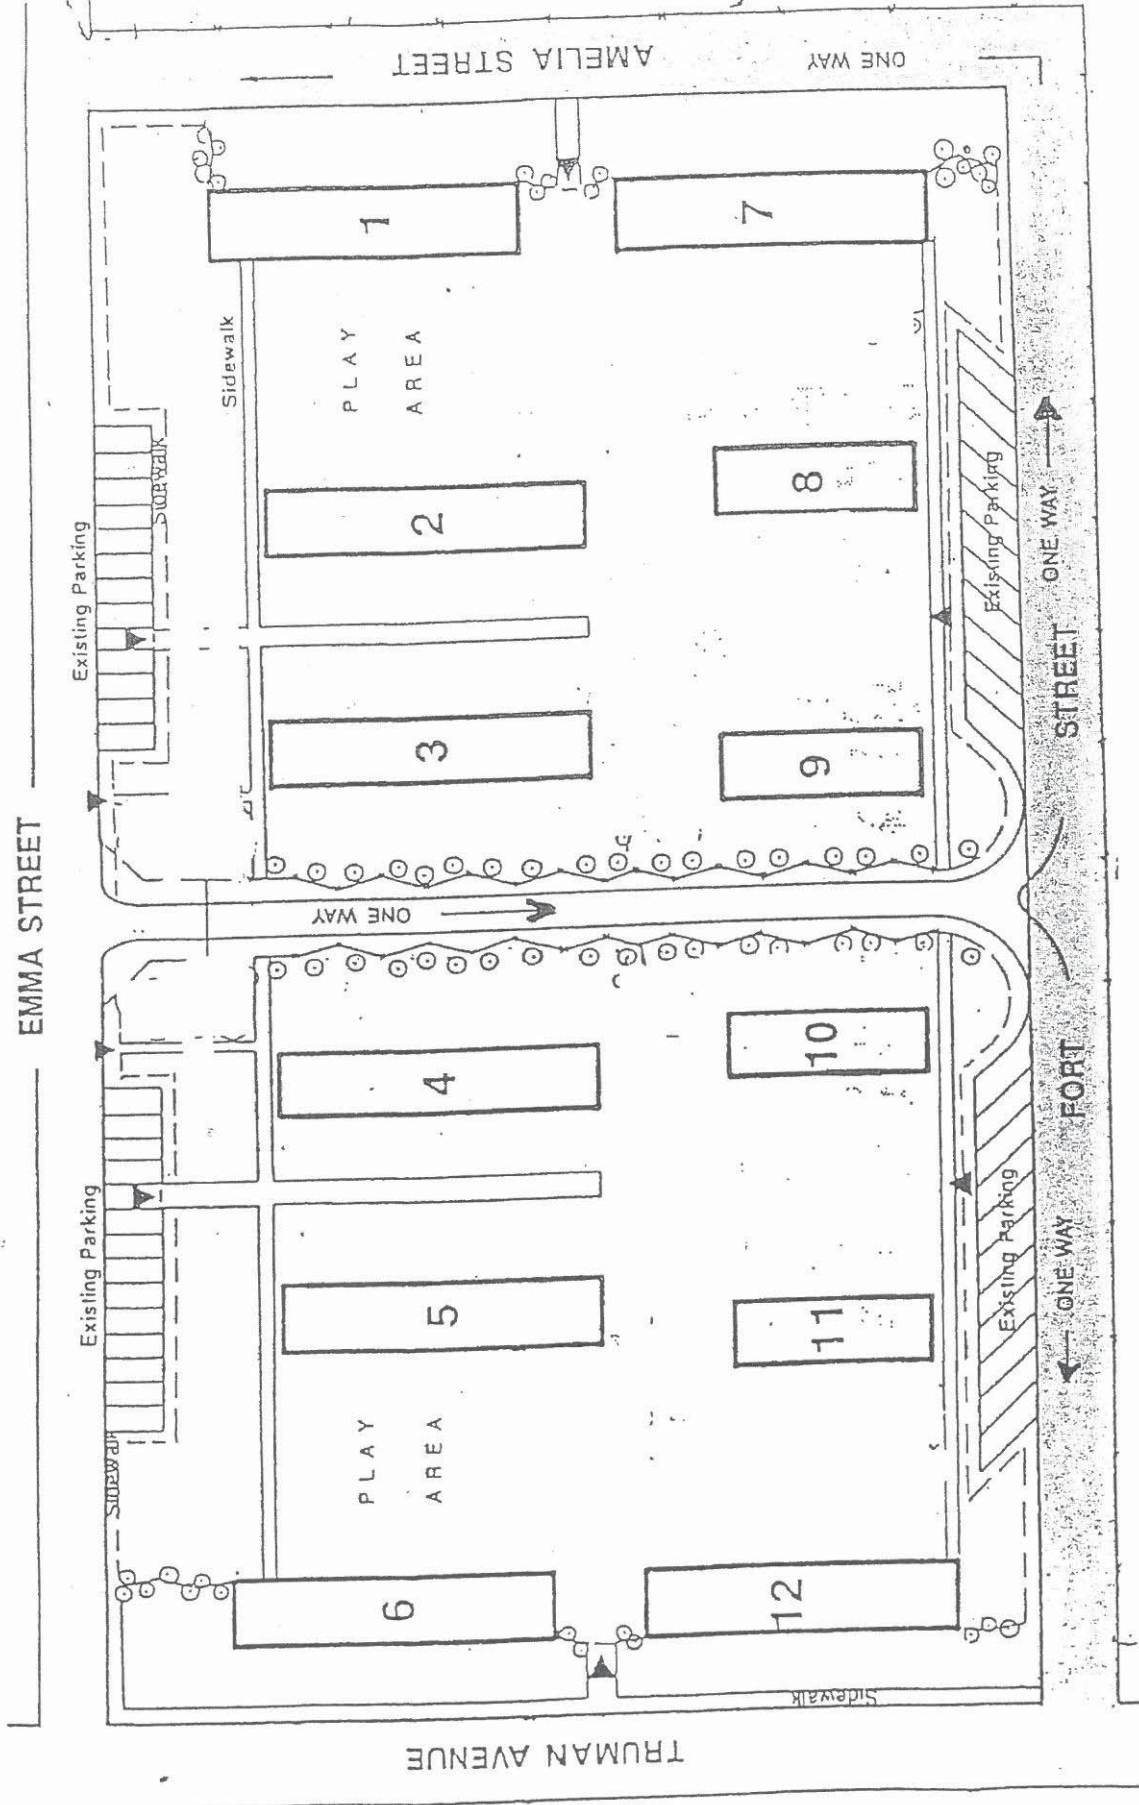 EMMA STREET
Existing Parking
Existing Parking
Sidewalk
Sidewalk
Sidewalk
PLAY
AREA
PLAY
AREA
6
5
4
3
2
1
12
11
10
9
8
7
ONE WAY
TRUMAN AVENUE
Sidewalk
AMELIA STREET
ONE WAY
Existing Parking
Existing Parking
ONE WAY
FORT STREET
ONE WAY